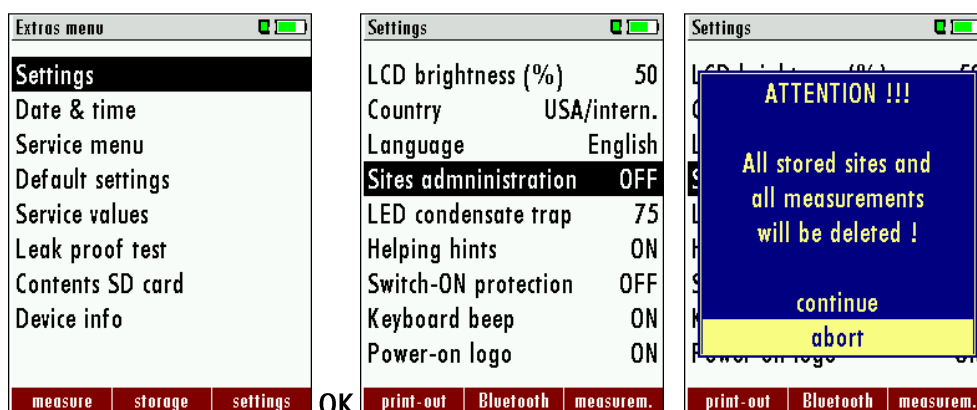 Extras menu
Settings
Date & time
Service menu
Default settings
Service values
Leak proof test
Contents SD card
Device info
measure storage settings
OK
Settings
LCD brightness (%) 50
Country USA/intern.
Language English
Sites admninistration OFF
LED condensate trap 75
Helping hints ON
Switch-ON protection OFF
Keyboard beep ON
Power-on logo ON
print-out Bluetooth measurem.
Settings
ATTENTION !!!
All stored sites and
all measurements
will be deleted !
continue
abort
print-out Bluetooth measurem